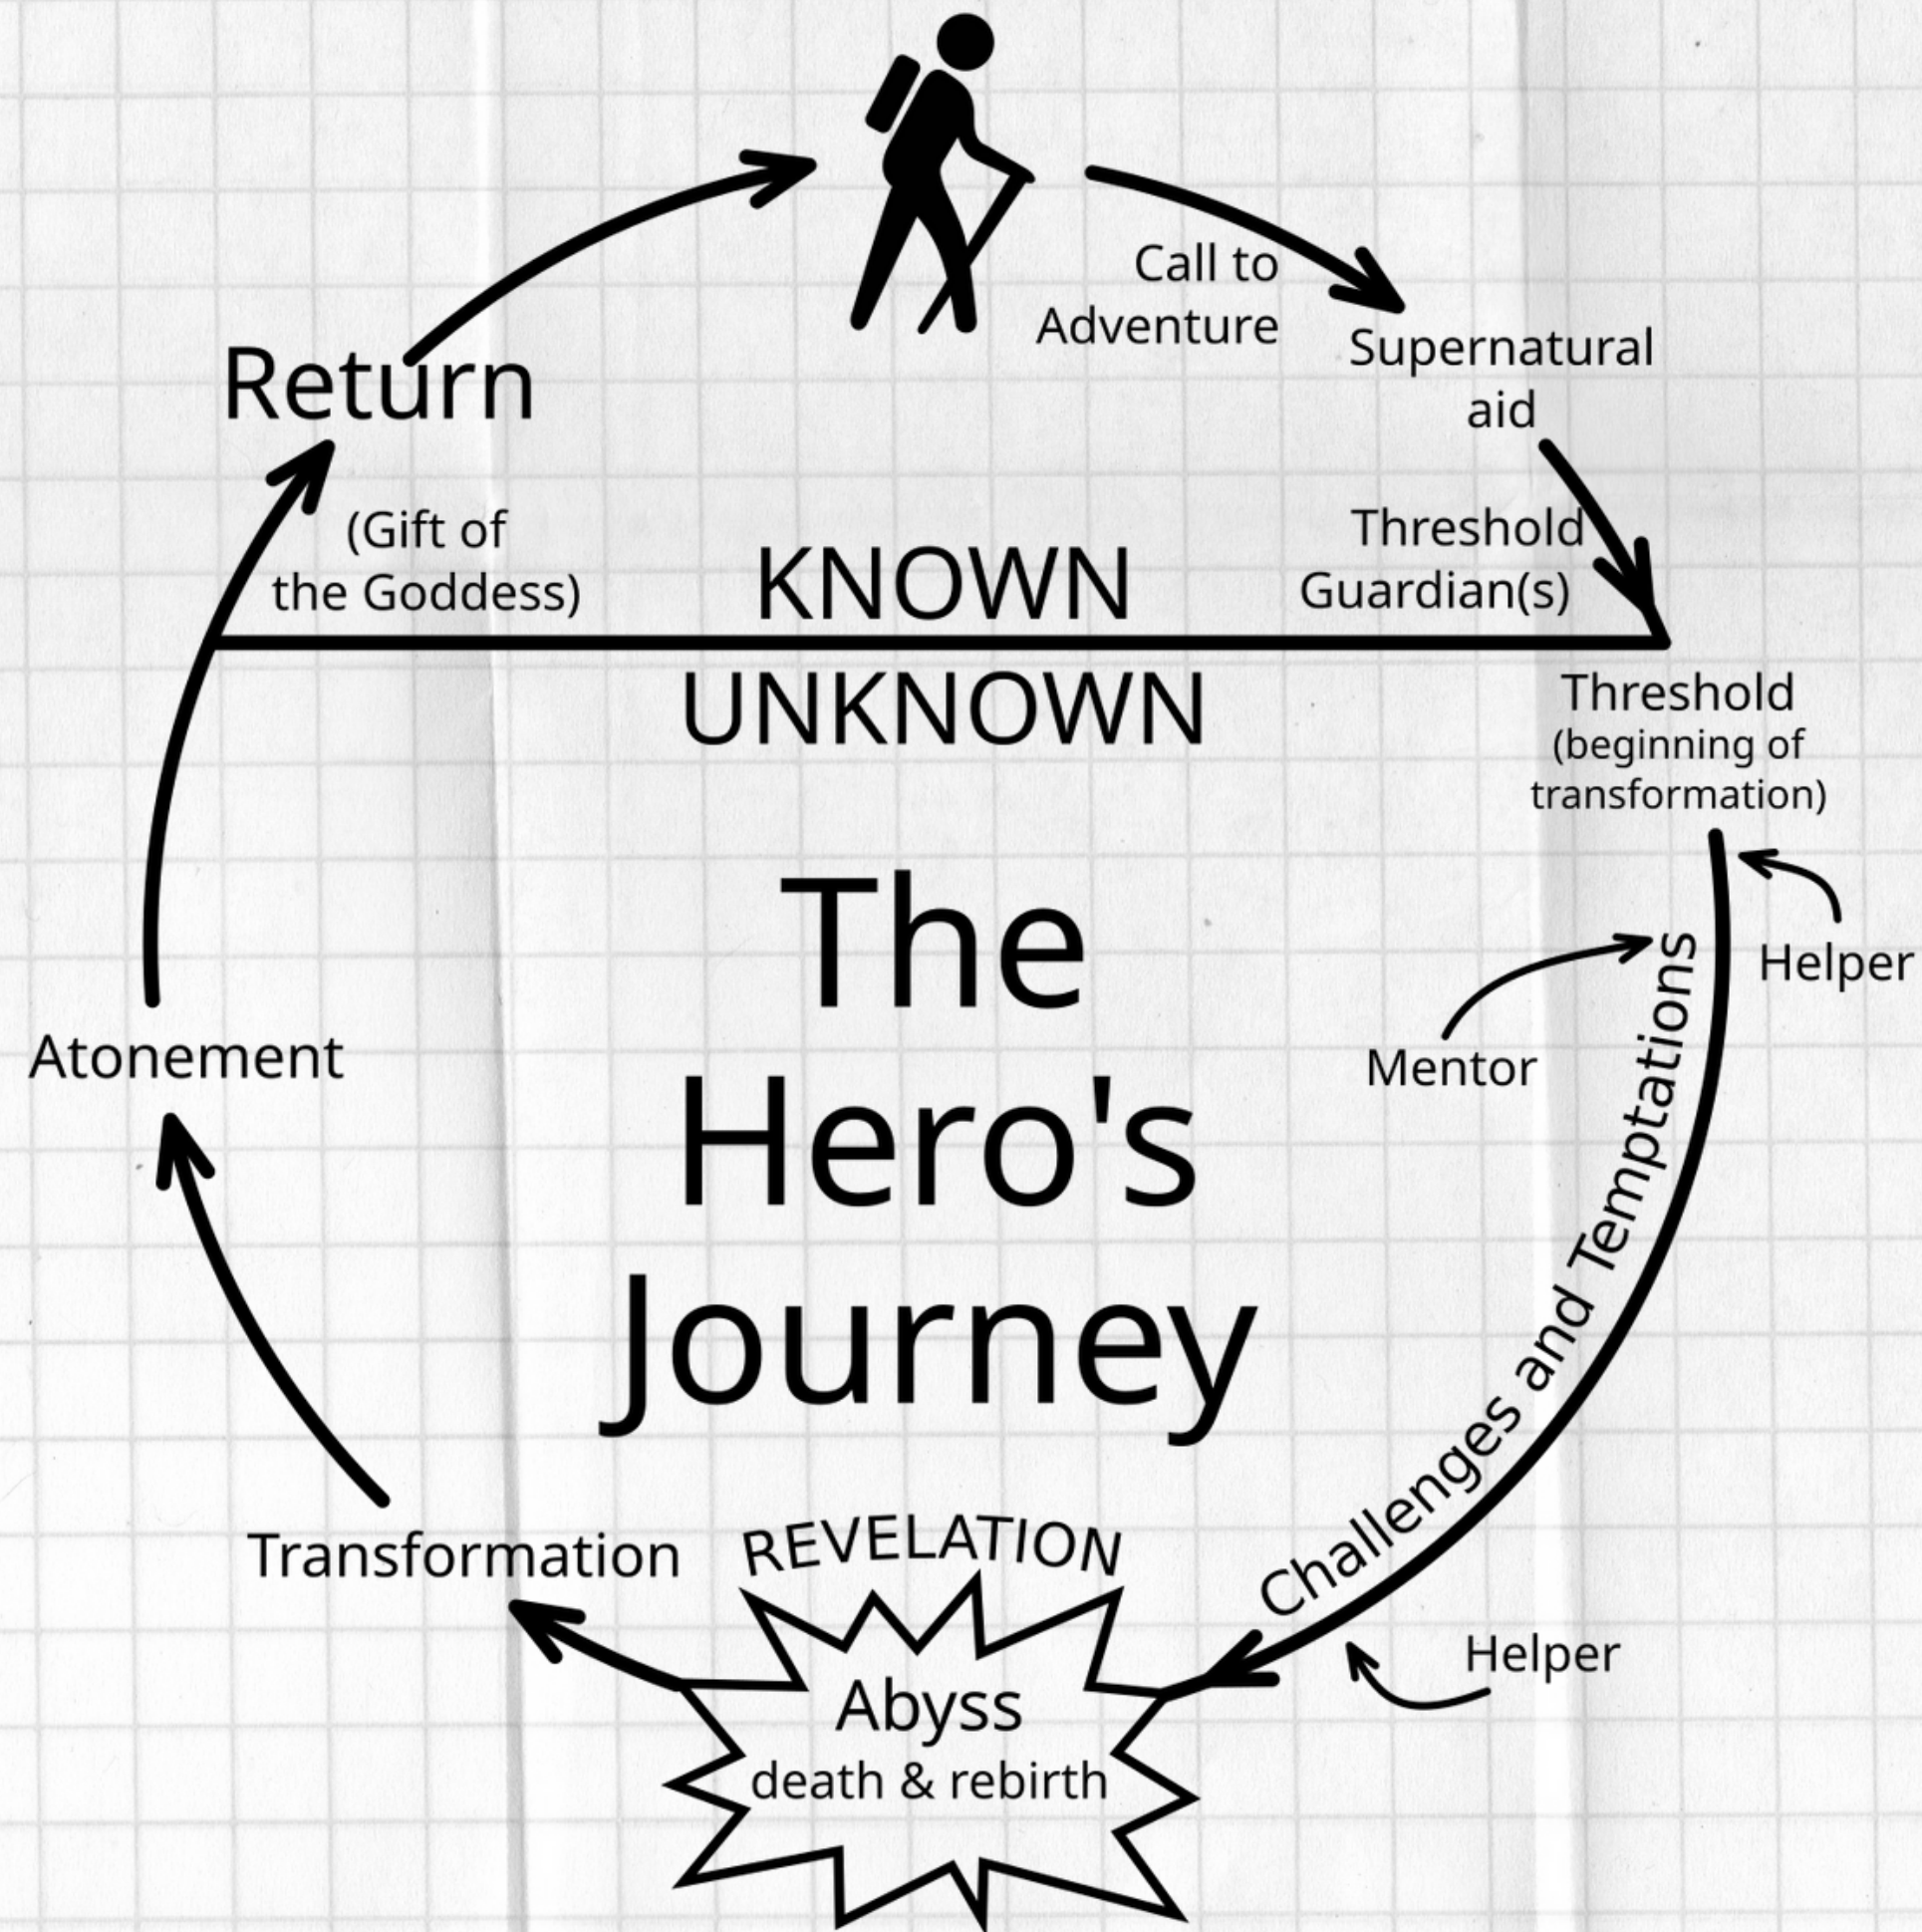 Call to
Adventure
Supernatural
aid
Return
(Gift of
the Goddess)
KNOWN
Threshold
Guardian(s)
UNKNOWN
Threshold
(beginning of
transformation)
The
Hero's
Journey
Helper
Mentor
Challenges and Temptations
Atonement
Transformation
REVELATION
Abyss
death & rebirth
Helper